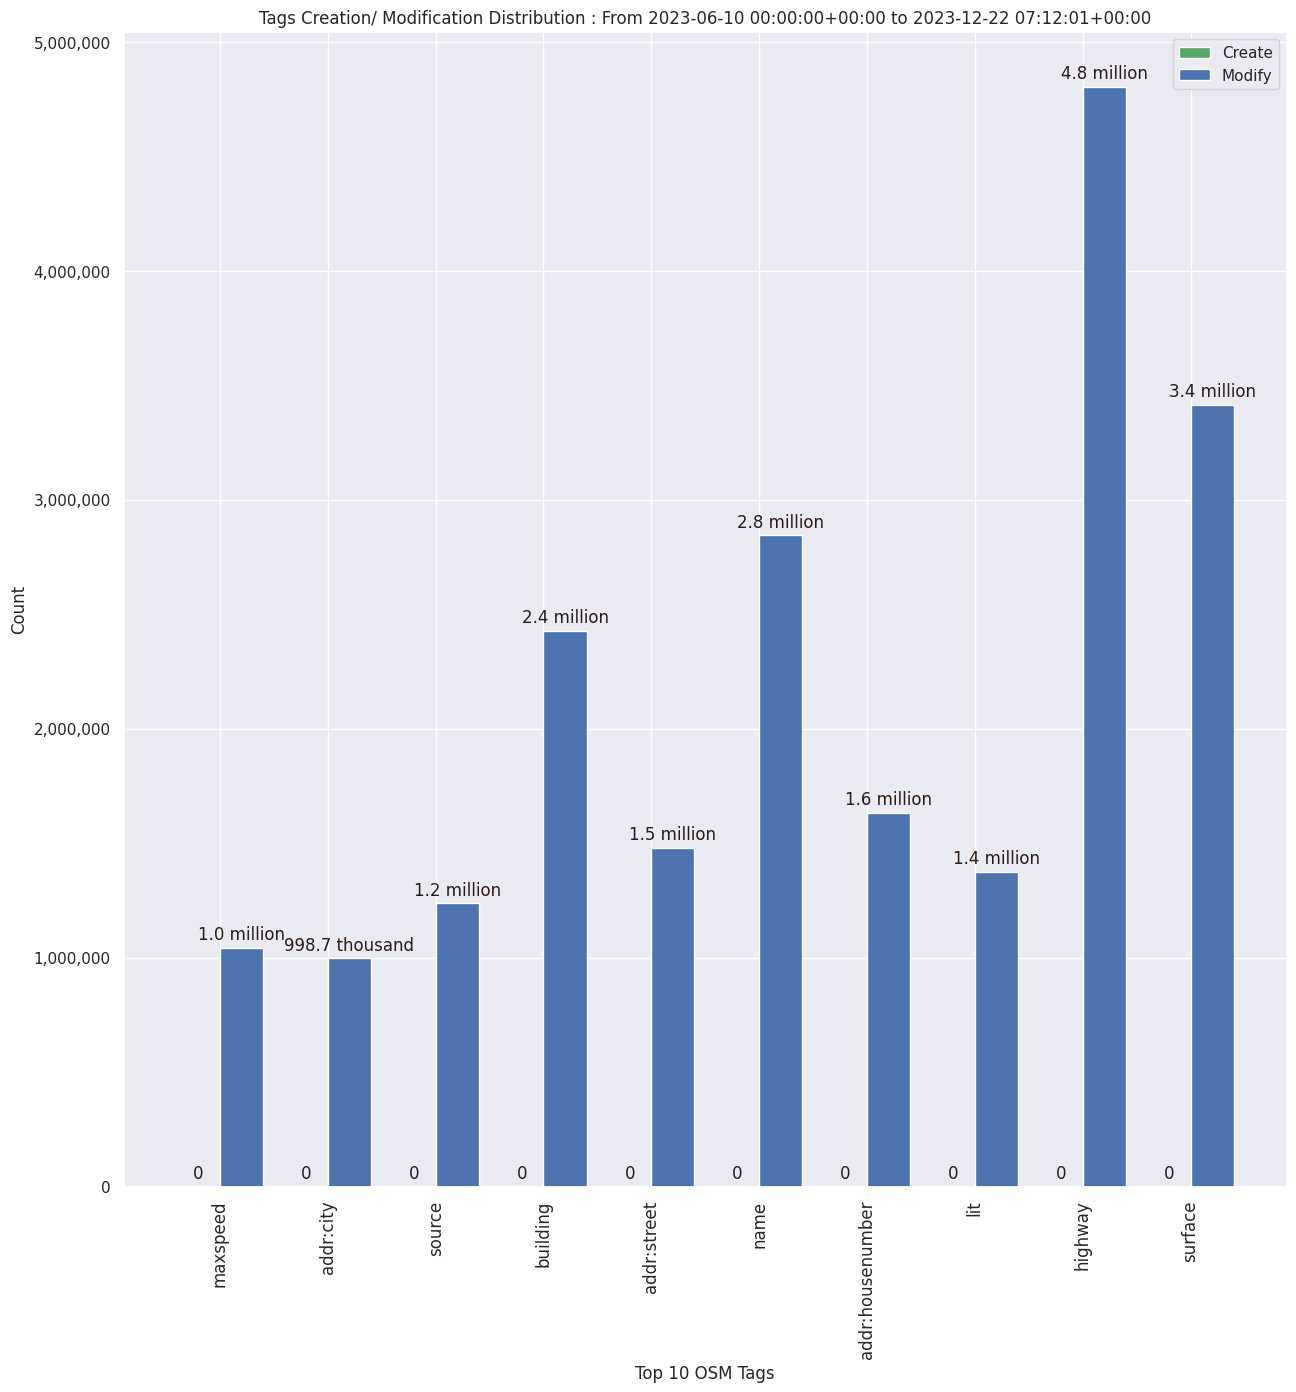 Tags Creation/ Modification Distribution : From 2023-06-10 00:00:00+00:00 to 2023-12-22 07:12:01+00:00
Create
Modify
5,000,000
4,000,000
3,000,000
2,000,000
1,000,000
0
Count
1.0 million
998.7 thousand
1.2 million
2.4 million
1.5 million
2.8 million
1.6 million
1.4 million
4.8 million
3.4 million
0
0
0
0
0
0
0
0
0
0
maxspeed
addr:city
source
building
addr:street
name
addr:housenumber
lit
highway
surface
Top 10 OSM Tags